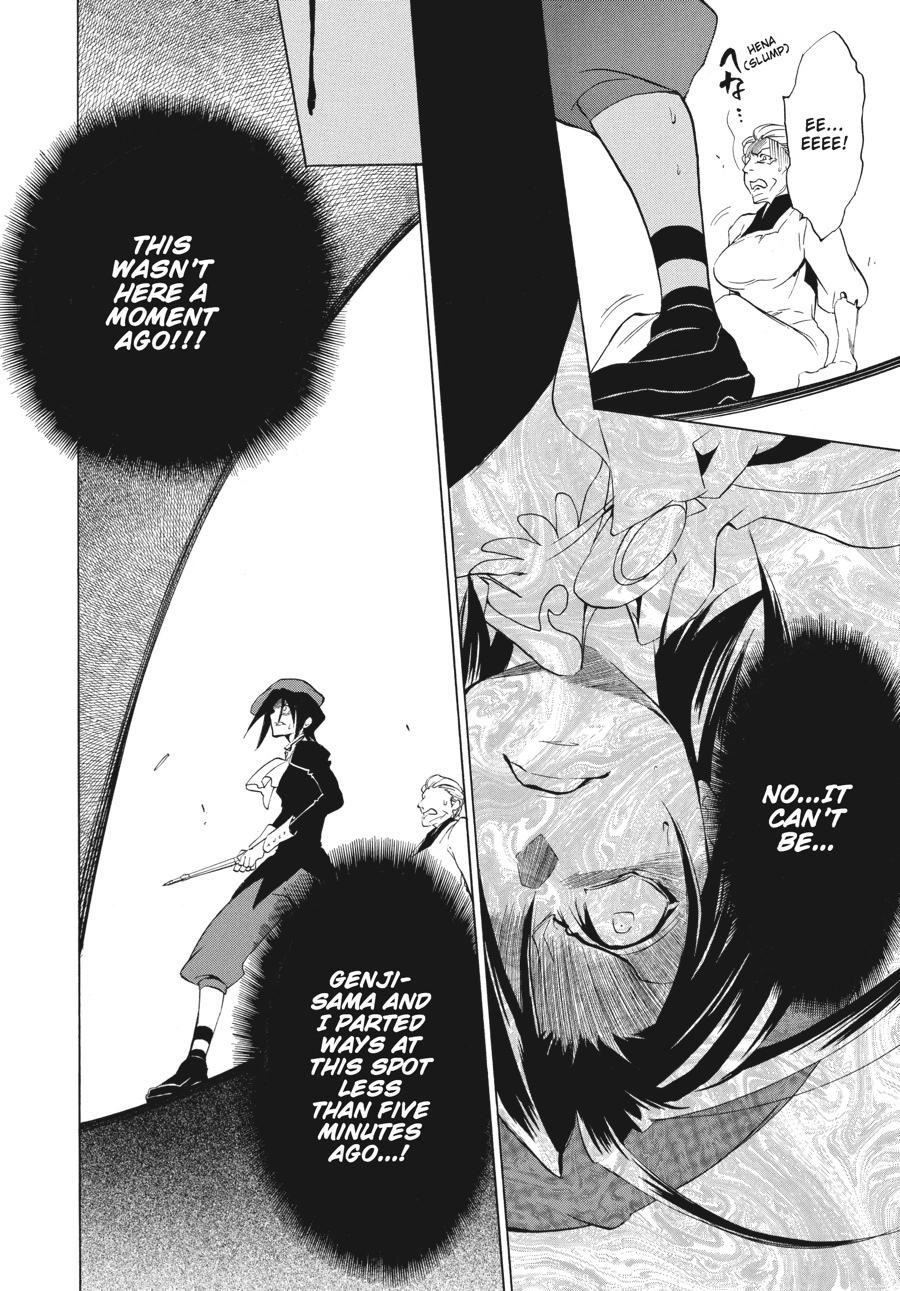 EE...
EEEE!
へな…
HENA
(SLUMP)
NO...IT
CAN'T
BE...
THIS
WASN'T
HERE A
MOMENT
AGO!!!
GENJI-
SAMA AND
I PARTED
WAYS AT
THIS SPOT
LESS
THAN FIVE
MINUTES
AGO...!